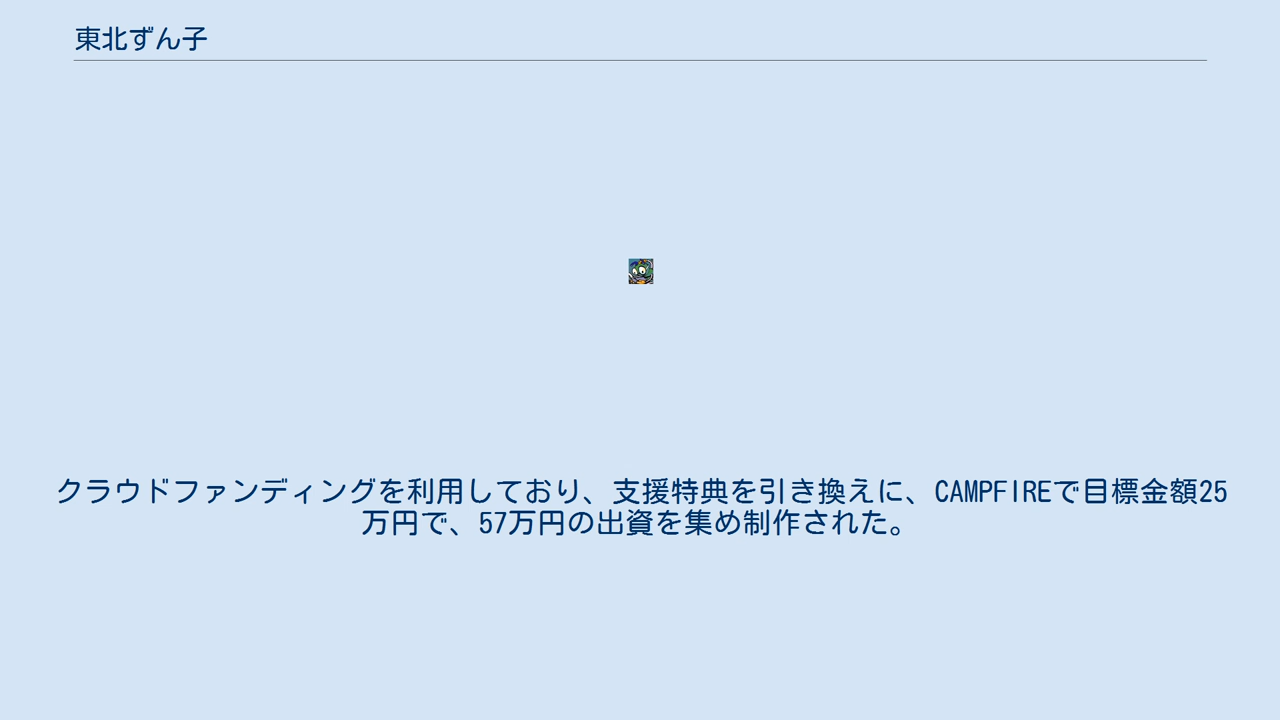 東北ずん子
クラウドファンディングを利用しており、支援特典を引き換えに、CAMPFIREで目標金額25
万円で、57万円の出資を集め制作された。